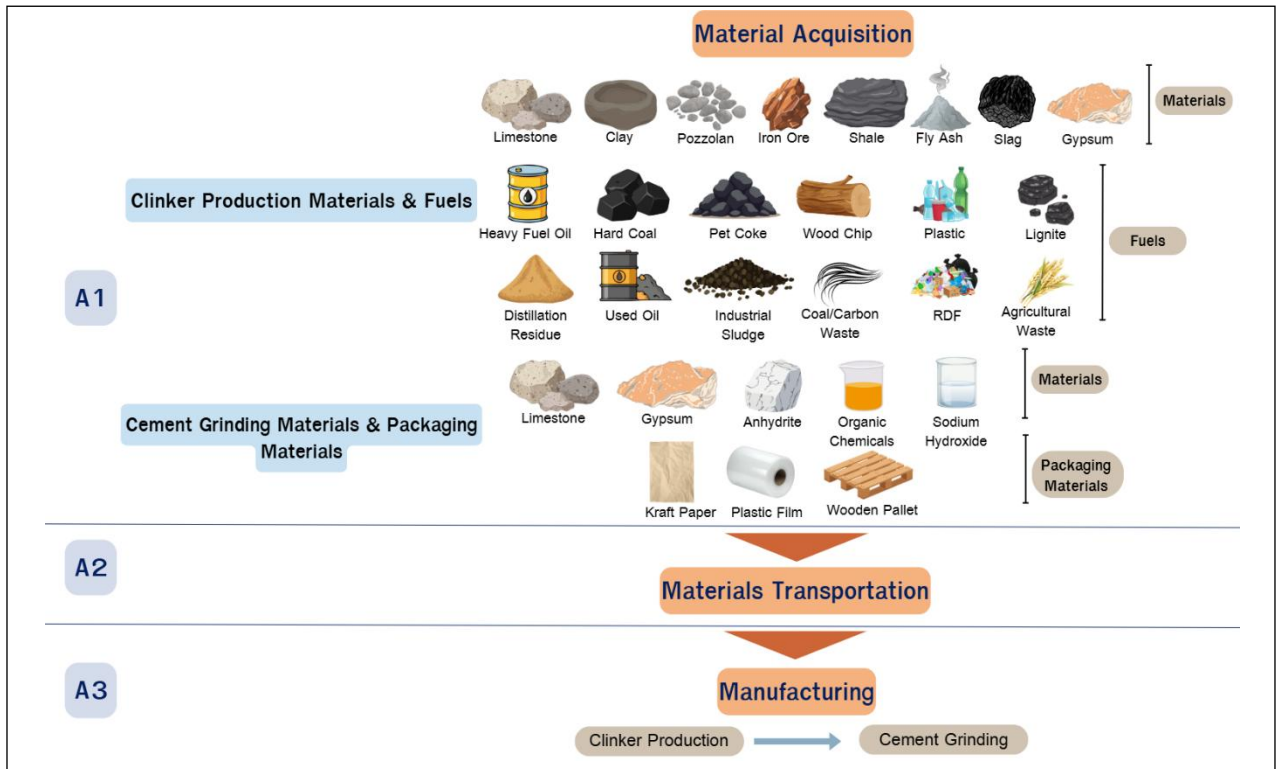 Material Acquisition
Limestone
Clay
Pozzolan
Iron Ore
Shale
Fly Ash
Slag
Gypsum
Materials
Clinker Production Materials & Fuels
Heavy Fuel Oil
Hard Coal
Pet Coke
Wood Chip
Plastic
Lignite
Fuels
A1
Distillation
Residue
Used Oil
Industrial
Sludge
Coal/Carbon
Waste
RDF
Agricultural
Waste
Cement Grinding Materials & Packaging
Materials
Limestone
Gypsum
Anhydrite
Organic
Chemicals
Sodium
Hydroxide
Materials
Kraft Paper
Plastic Film
Wooden Pallet
Packaging
Materials
A2
Materials Transportation
A3
Manufacturing
Clinker Production
Cement Grinding